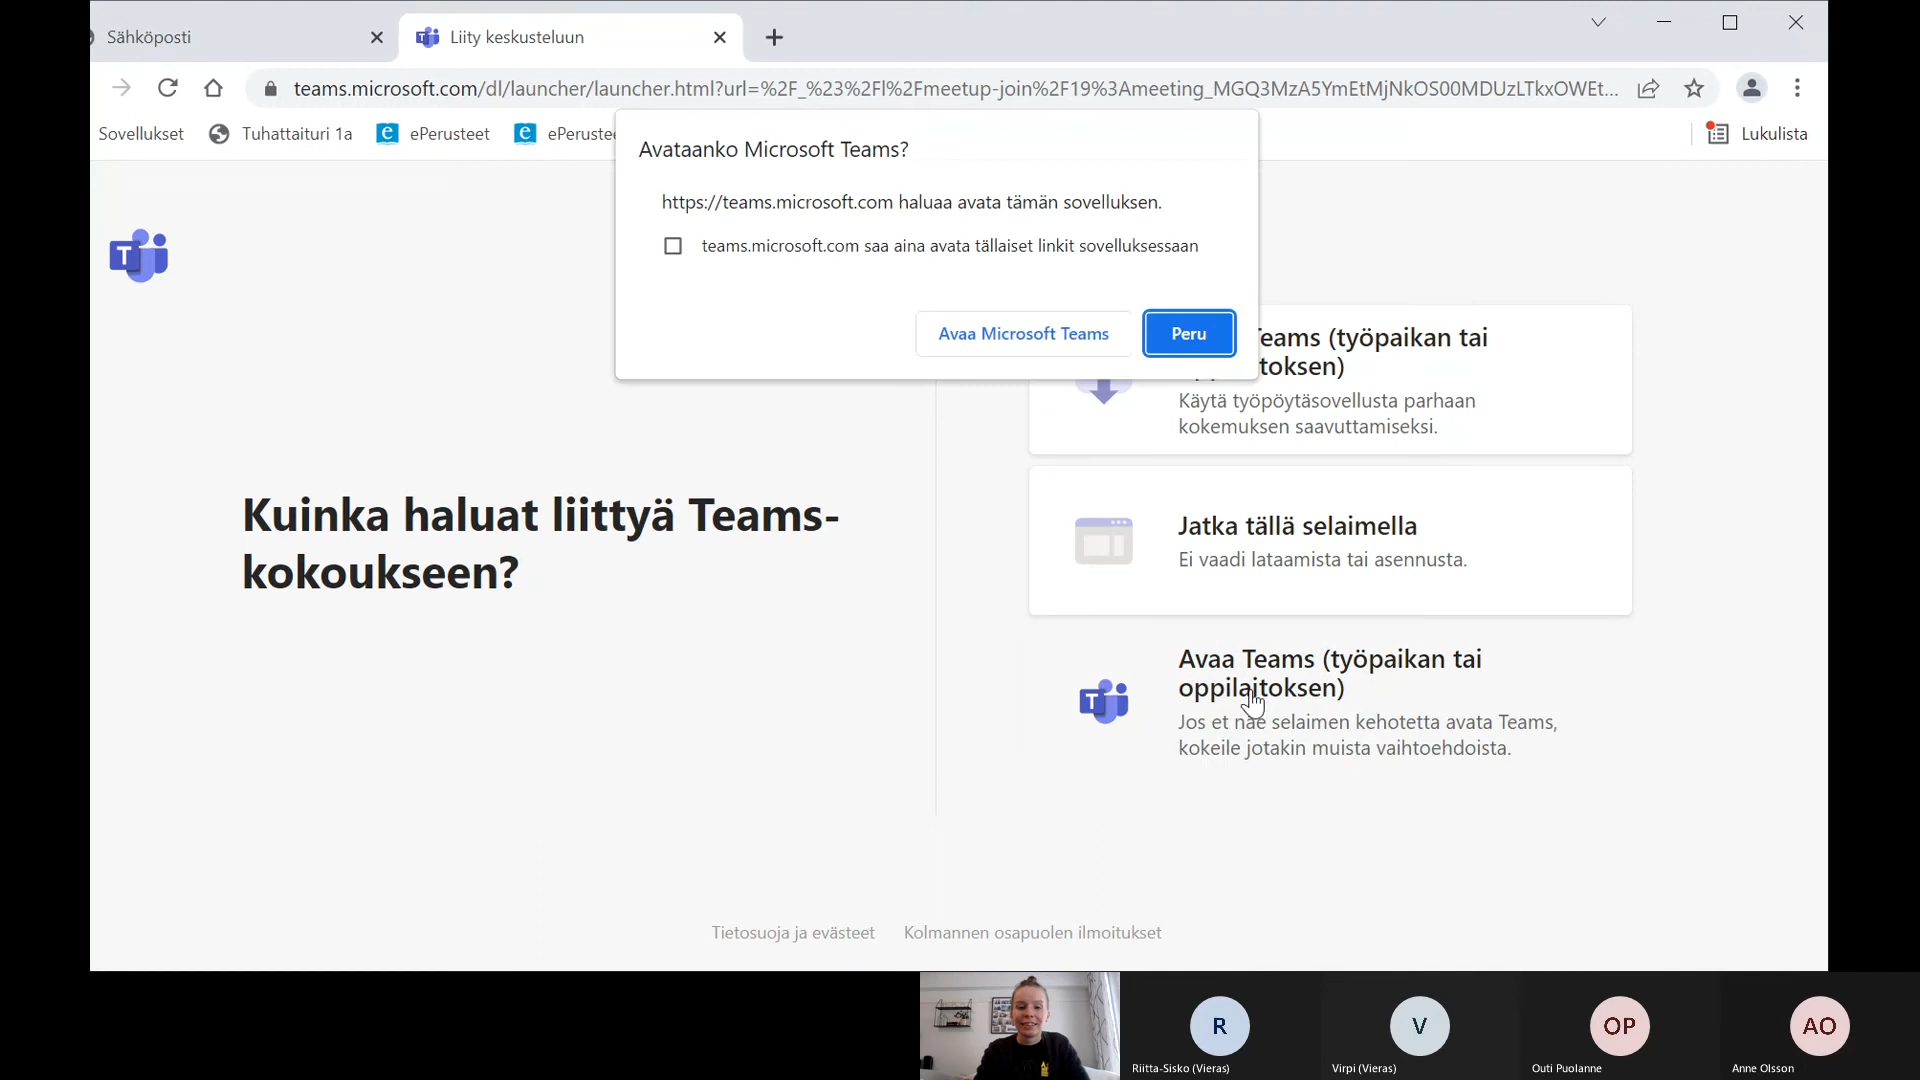 Sähköposti
Liity keskusteluun
teams.microsoft.com/dl/launcher/launcher.html?url=%2F_%23%2Fl%2Fmeetup-join%2F19%3Ameeting_MGQ3MzA5YmEtMjNkOS00MDUzLTkxOWEt...
Sovellukset
Tuhattaituri 1a
ePerusteet
ePeruste
Lukulista
Avataanko Microsoft Teams?
https://teams.microsoft.com haluaa avata tämän sovelluksen.
teams.microsoft.com saa aina avata tällaiset linkit sovelluksessaan
Avaa Microsoft Teams
Peru
T
eams (työpaikan tai
toksen)
Käytä työpöytäsovellusta parhaan
kokemuksen saavuttamiseksi.
Kuinka haluat liittyä Teams-
kokoukseen?
Jatka tällä selaimella
Ei vaadi lataamista tai asennusta.
T
Avaa Teams (työpaikan tai
oppilaitoksen)
Jos et näe selaimen kehotetta avata Teams,
kokeile jotakin muista vaihtoehdoista.
Tietosuoja ja evästeet
Kolmannen osapuolen ilmoitukset
R
V
OP
AO
Riitta-Sisko (Vieras)
Virpi (Vieras)
Outi Puolanne
Anne Olsson